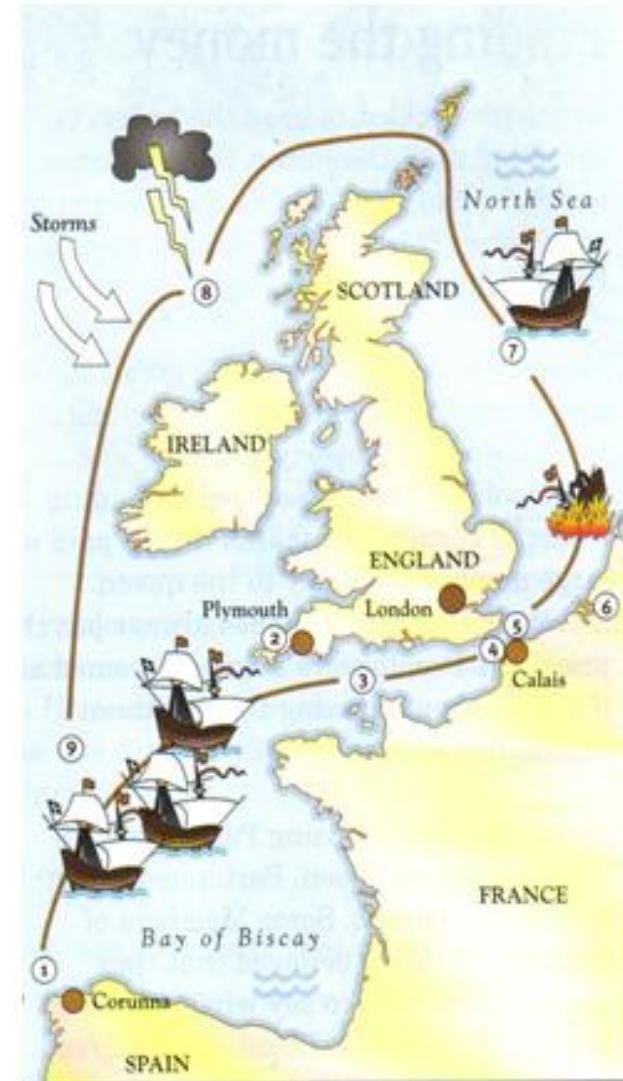 Storms
North Sea
8
SCOTLAND
7
IRELAND
ENGLAND
Plymouth
London
6
5
2
4
3
Calais
9
FRANCE
Bay of Biscay
1
Corunna
SPAIN